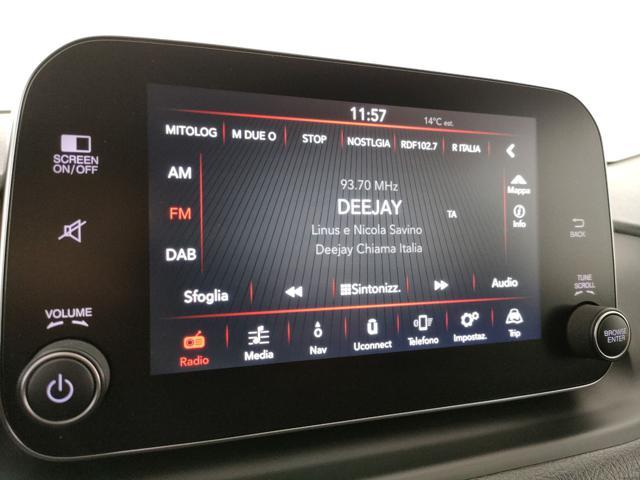 11:57 14°C est.
MITOLOG M DUE O STOP NOSTLGIA RDF102.7 R ITALIA
SCREEN
ON/OFF
AM
93.70 MHz
Mappa
FM
DEEJAY
TA
Info
Linus e Nicola Savino
BACK
DAB
Deejay Chiama Italia
Sfoglia Sintonizz. Audio
TUNE
SCROLL
VOLUME
Radio Media Nav Uconnect Telefono Impostaz. Trip
BROWSE
ENTER